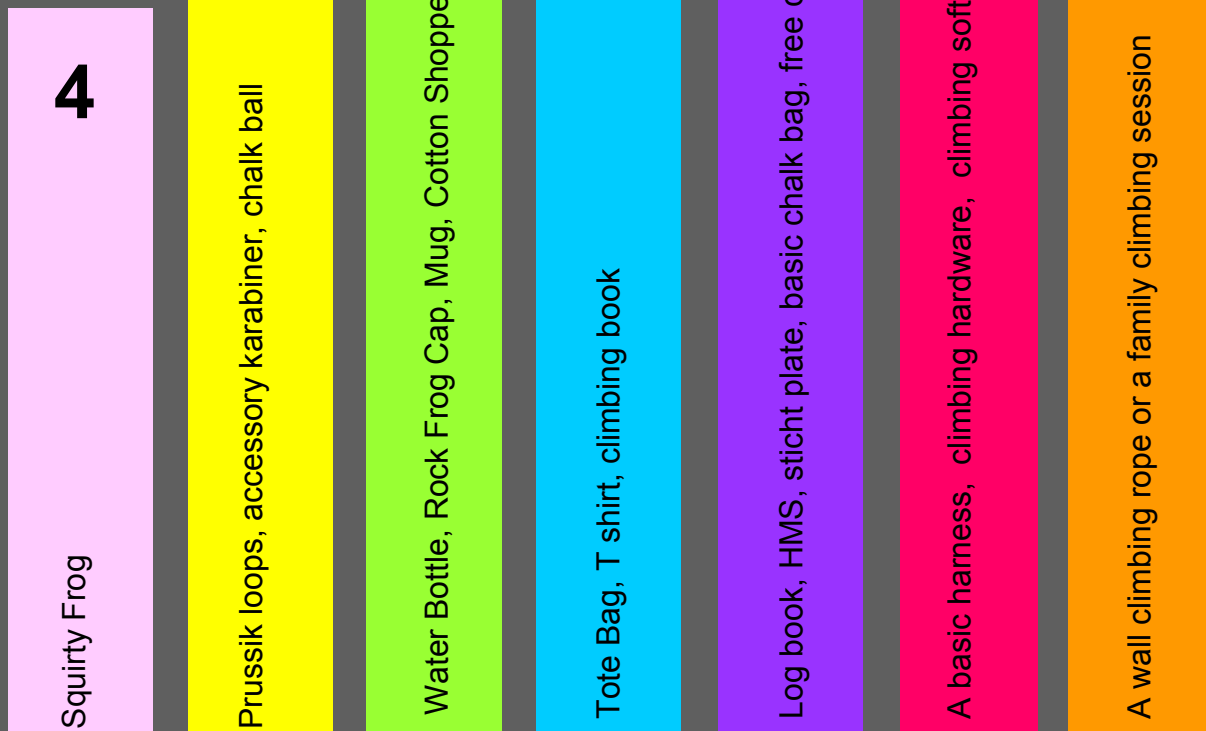 4
Squirty Frog
Prussik loops, accessory karabiner, chalk ball
Water Bottle, Rock Frog Cap, Mug, Cotton Shoppe
Tote Bag, T shirt, climbing book
Log book, HMS, sticht plate, basic chalk bag, free
A basic harness, climbing hardware, climbing soft
A wall climbing rope or a family climbing session